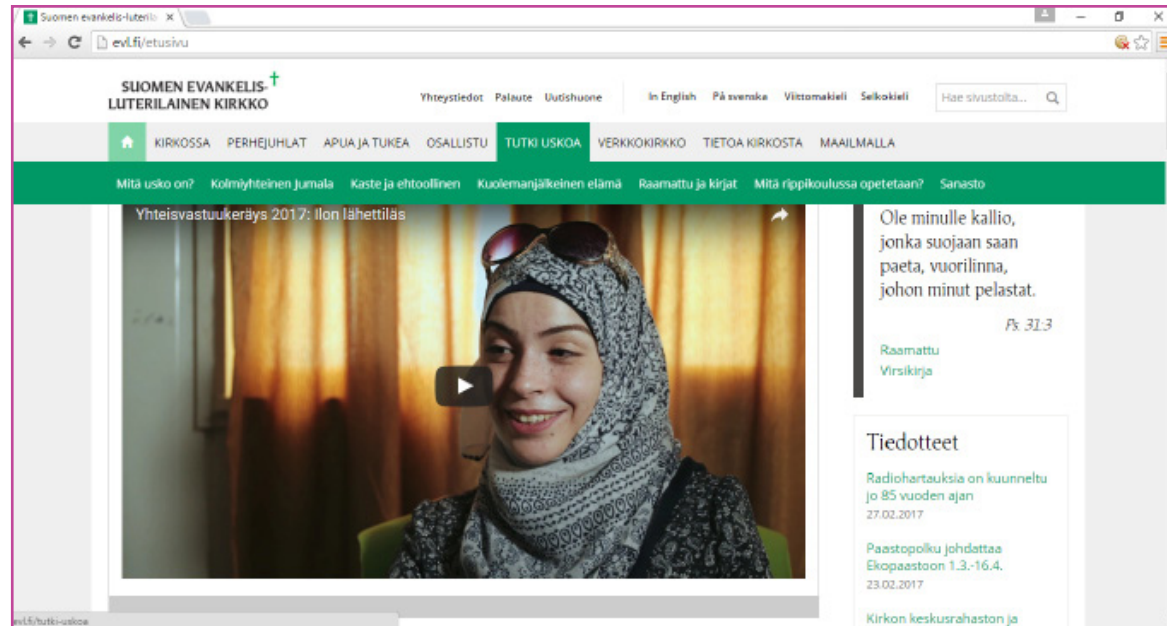 Suomen evankelis-luterila
evl.fi/etusivu
SUOMEN EVANKELIS-
LUTERILAINEN KIRKKO
Yhteystiedot Palaute Uutishuone In English På svenska Viittomakieli Selkokieli Hae sivustolta...
KIRKOSSA PERHEJUHLAT APUA JA TUKEA OSALLISTU TUTKI USKOA VERKKOKIRKKO TIETOA KIRKOSTA MAAILMALLA
Mitä usko on? Kolmiyhteinen Jumala Kaste ja ehtoollinen Kuolemanjälkeinen elämä Raamattu ja kirjat Mitä rippikoulussa opetetaan? Sanasto
Yhteisvastuukeräys 2017: Ilon lähettiläs
Ole minulle kallio,
jonka suojaan saan
paeta, vuorilinna,
johon minut pelastat.
Ps. 31:3
Raamattu
Virsikirja
Tiedotteet
Radiohartauksia on kuunneltu
jo 85 vuoden ajan
27.02.2017
Paastopolku johdattaa
Ekopaastoon 1.3.-16.4.
23.02.2017
Kirkon keskusrahaston ja
evl.fi/tutki-uskoa